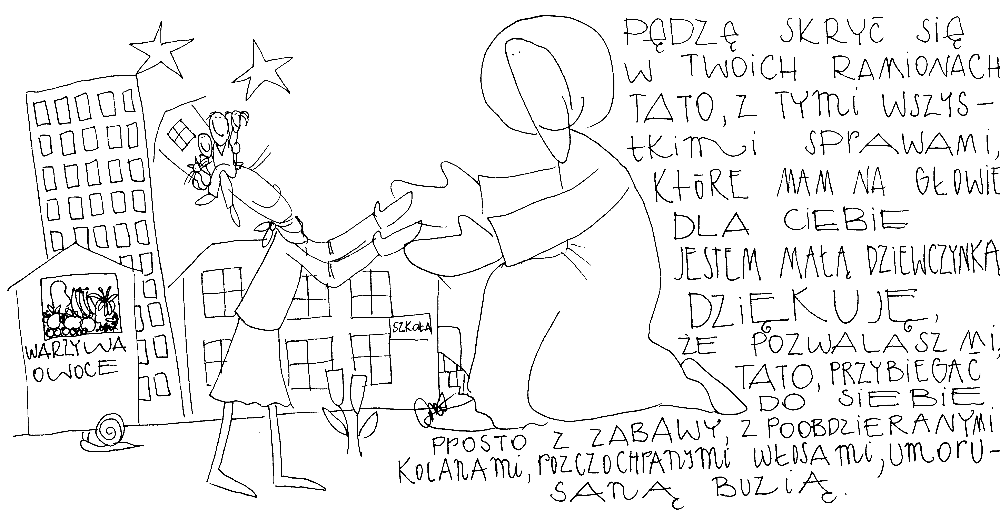 PĘDZĘ SKRYĆ SIĘ
W TWOICH RAMIONACH
TATO, Z TYMI WSZYS-
TKIMI SPRAWAMI,
KTÓRE MAM NA GŁOWIE
DLA CIEBIE
JESTEM MAŁĄ DZIEWCZYNKĄ
DZIĘKUJĘ,
ŻE POZWALASZ MI,
TATO, PRZYBIEGAĆ
DO SIEBIE
PROSTO Z ZABAWY, Z POOBDZIERANYMI
KOLANAMI, ROZCZOCHRANYMI WŁOSAMI, UMORU-
SANĄ BUZIĄ.
SZKOŁA
WARZYWA
OWOCE